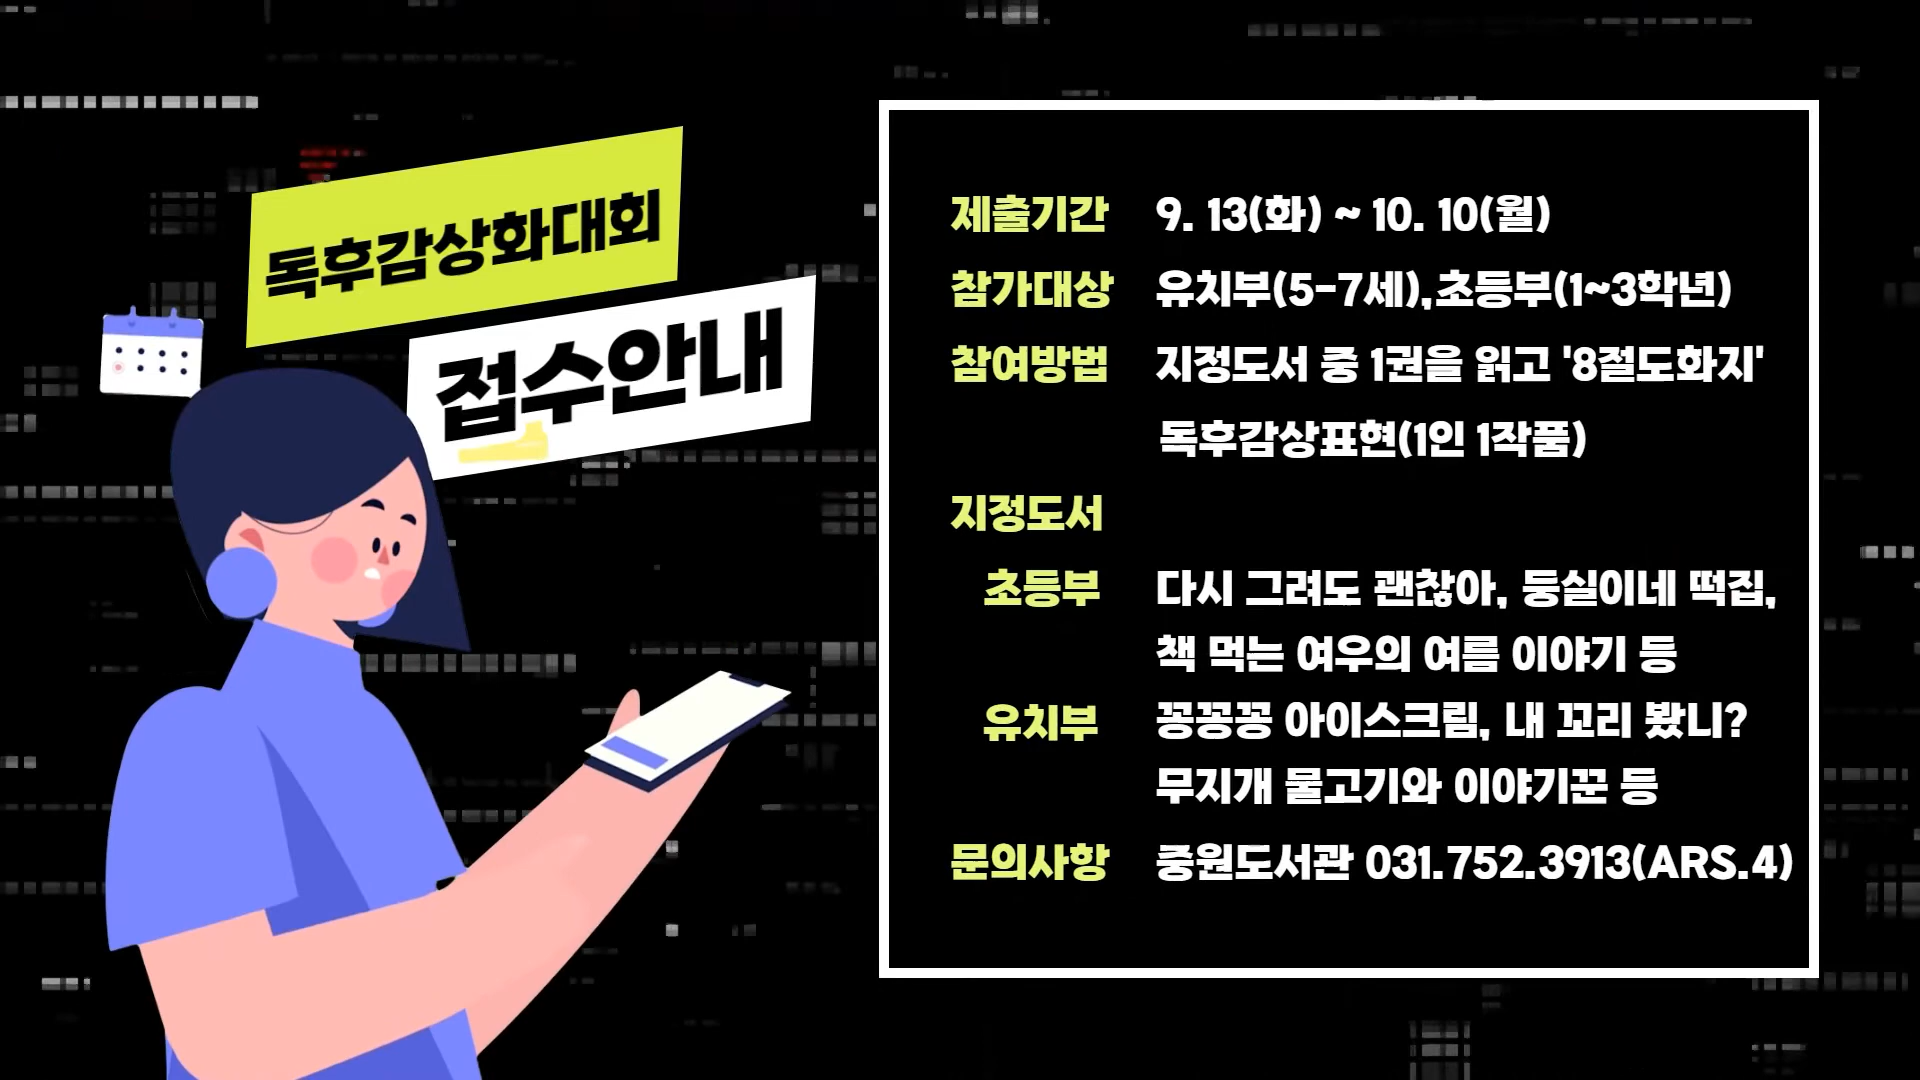 독후감상화대회
접수안내
제출기간 9. 13(화) ~ 10. 10(월)
참가대상 유치부(5-7세),초등부(1~3학년)
참여방법 지정도서 중 1권을 읽고 '8절도화지'
독후감상표현(1인 1작품)
지정도서
초등부 다시 그려도 괜찮아, 둥실이네 떡집,
책 먹는 여우의 여름 이야기 등
유치부 꽁꽁꽁 아이스크림, 내 꼬리 봤니?
무지개 물고기와 이야기꾼 등
문의사항 중원도서관 031.752.3913(ARS.4)